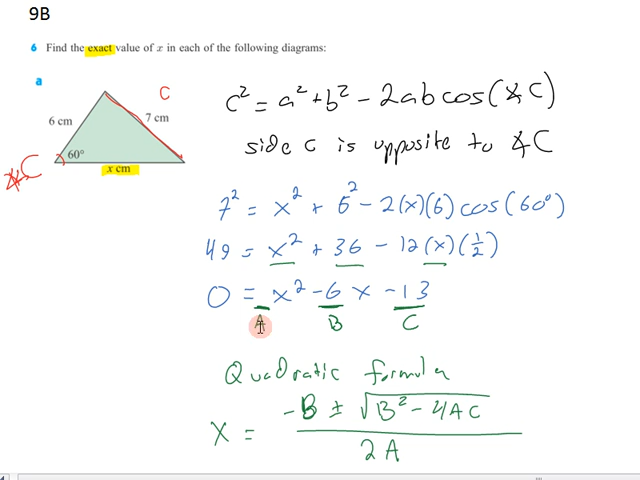 9B
6 Find the exact value of x in each of the following diagrams:
a
C
6 cm
7 cm
∡C
60°
x cm
c² = a² + b² - 2ab cos(∡C)
side c is opposite to ∡C
7² = x² + 6² - 2(x)(6) cos(60°)
49 = x² + 36 - 12(x)(1/2)
0 = x² - 6x - 13
A B C
Quadratic formula
X = -B ± √B² - 4AC / 2A